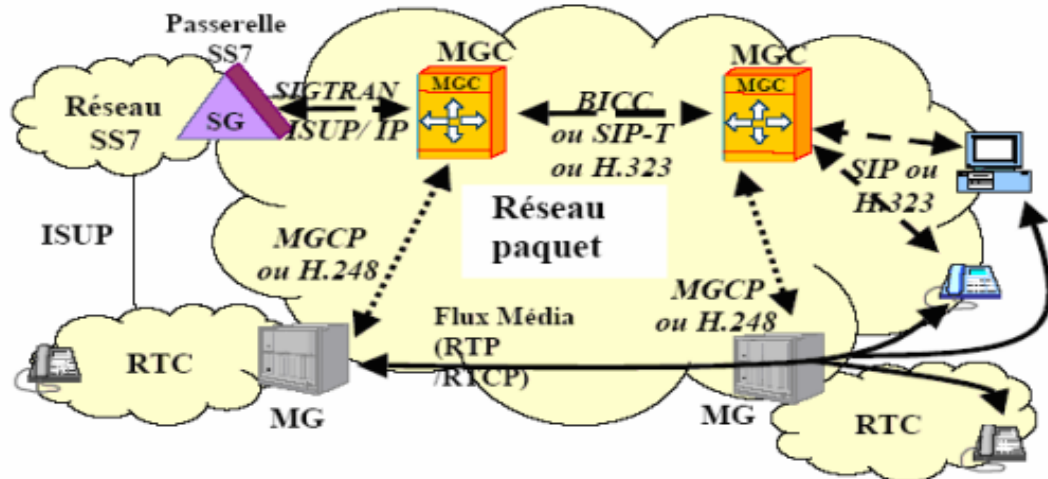 Passerelle
SS7
Réseau
SS7
SG
SIGTRAN
ISUP/ IP
MGC
MGC
BICC
ou SIP-T
ou H.323
MGC
MGC
SIP ou
H.323
ISUP
MGCP
ou H.248
Réseau
paquet
MGCP
ou H.248
Flux Média
(RTP
/RTCP)
RTC
MG
MG
RTC